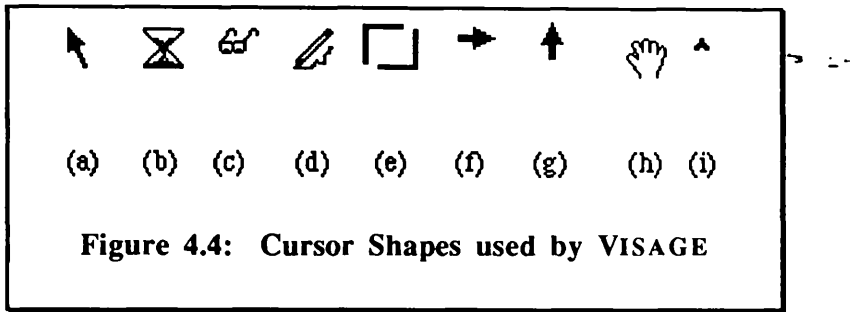 (a) (b) (c) (d) (e) (f) (g) (h) (i)
Figure 4.4: Cursor Shapes used by VISAGE